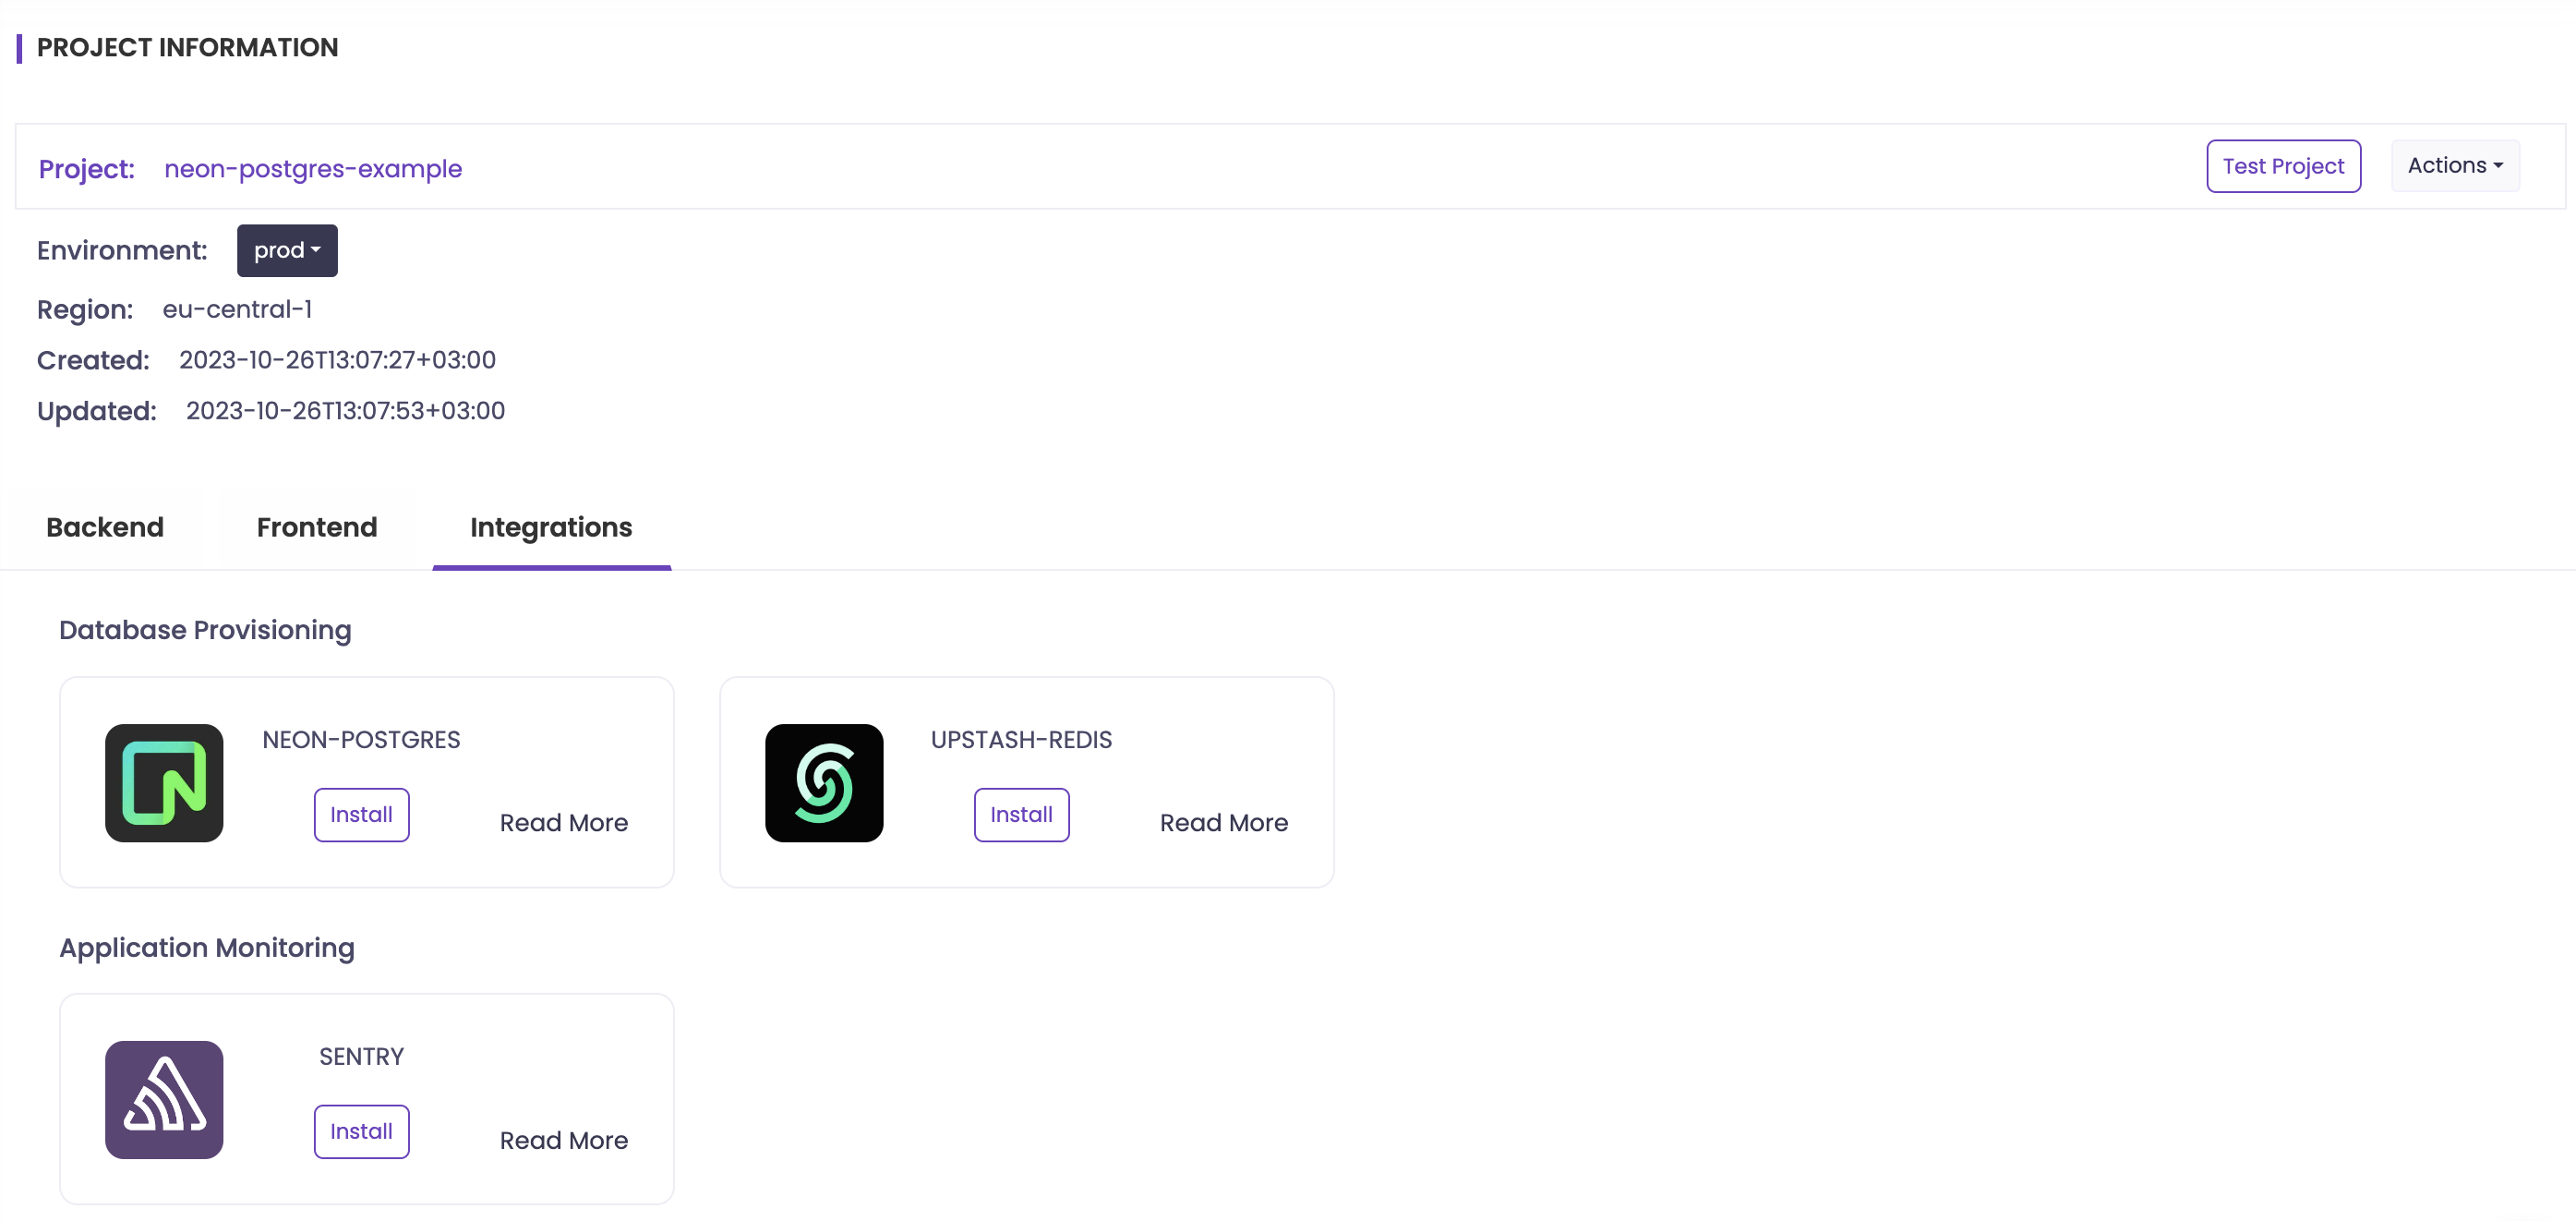 PROJECT INFORMATION
Project: neon-postgres-example Test Project Actions
Environment: prod
Region: eu-central-1
Created: 2023-10-26T13:07:27+03:00
Updated: 2023-10-26T13:07:53+03:00
Backend Frontend Integrations
Database Provisioning
NEON-POSTGRES
Install Read More
UPSTASH-REDIS
Install Read More
Application Monitoring
SENTRY
Install Read More